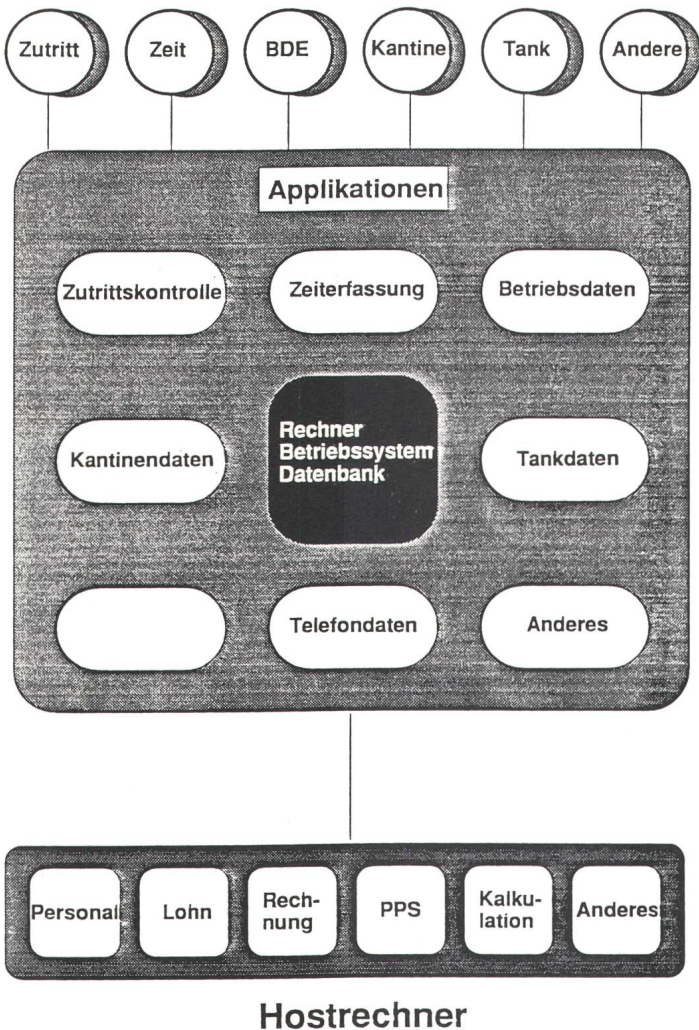 Zutritt
Zeit
BDE
Kantine
Tank
Andere
Applikationen
Zutrittskontrolle
Zeiterfassung
Betriebsdaten
Kantinendaten
Rechner
Betriebssystem
Datenbank
Tankdaten
Telefondaten
Anderes
Personal
Lohn
Rech-
nung
PPS
Kalku-
lation
Anderes
Hostrechner